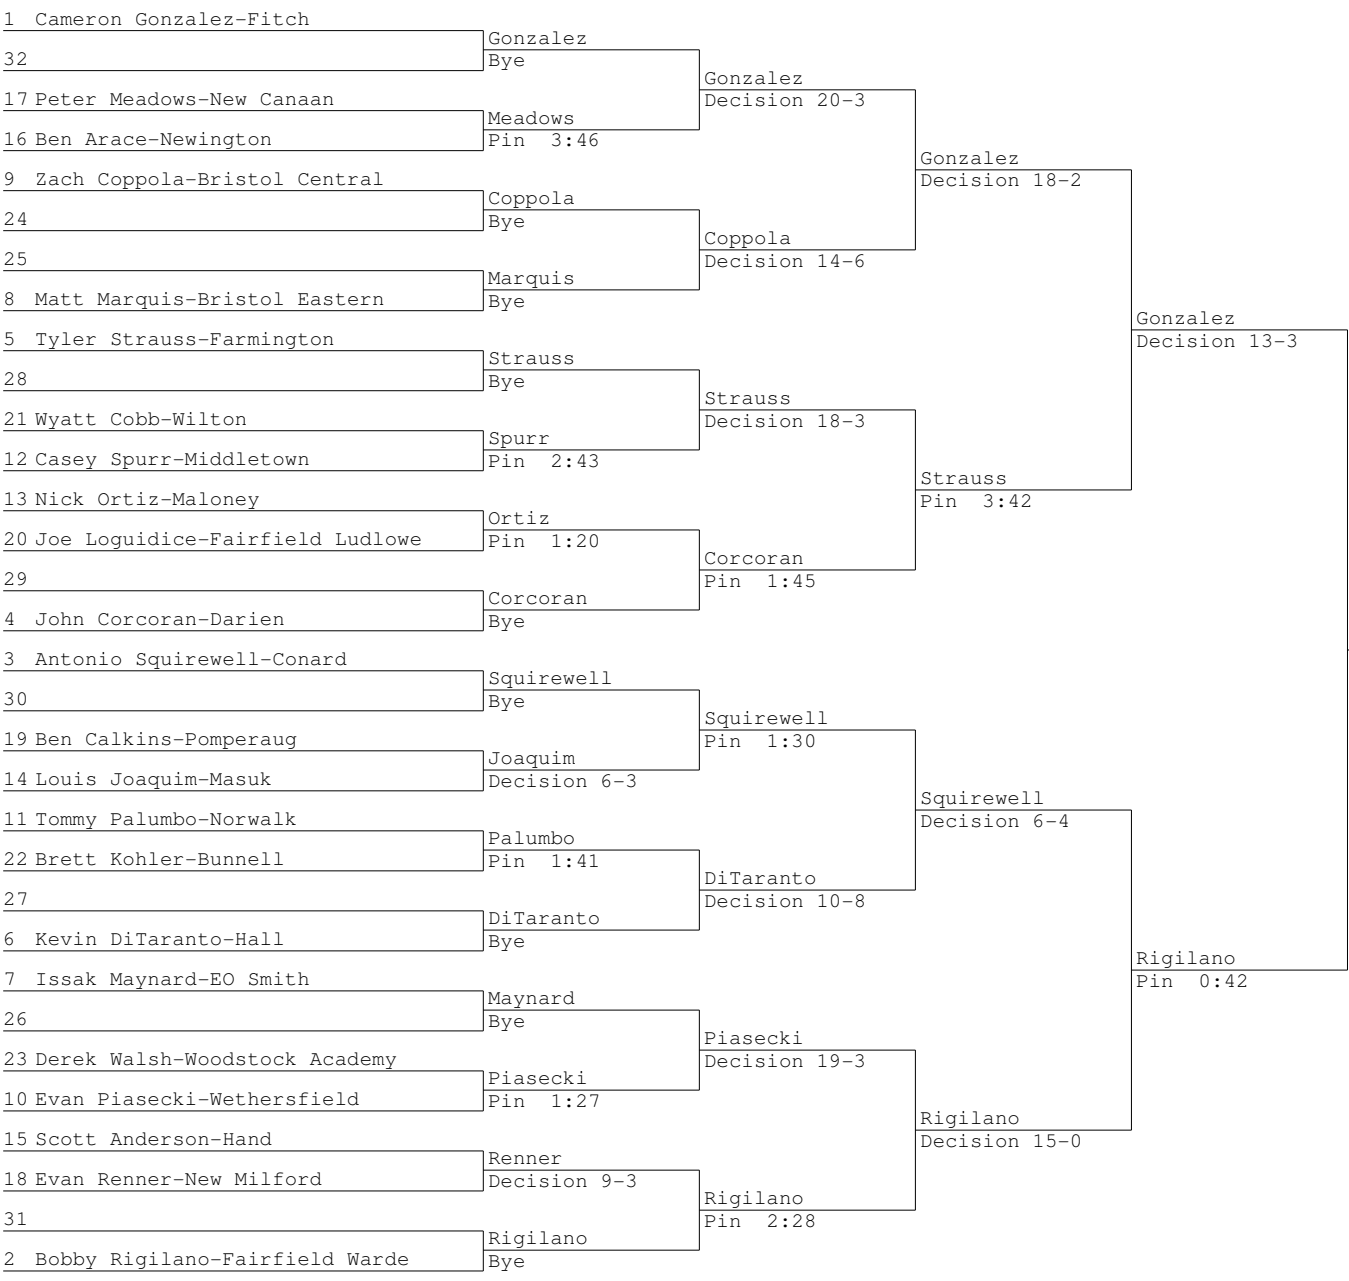 1 Cameron Gonzalez-Fitch
32
17 Peter Meadows-New Canaan
16 Ben Arace-Newington
9 Zach Coppola-Bristol Central
24
25
8 Matt Marquis-Bristol Eastern
5 Tyler Strauss-Farmington
28
21 Wyatt Cobb-Wilton
12 Casey Spurr-Middletown
13 Nick Ortiz-Maloney
20 Joe Loguidice-Fairfield Ludlowe
29
4 John Corcoran-Darien
3 Antonio Squirewell-Conard
30
19 Ben Calkins-Pomperaug
14 Louis Joaquim-Masuk
11 Tommy Palumbo-Norwalk
22 Brett Kohler-Bunnell
27
6 Kevin DiTaranto-Hall
7 Issak Maynard-EO Smith
26
23 Derek Walsh-Woodstock Academy
10 Evan Piasecki-Wethersfield
15 Scott Anderson-Hand
18 Evan Renner-New Milford
31
2 Bobby Rigilano-Fairfield Warde
Gonzalez
Bye
Meadows
Pin 3:46
Coppola
Bye
Marquis
Bye
Strauss
Bye
Spurr
Pin 2:43
Ortiz
Pin 1:20
Corcoran
Bye
Squirewell
Bye
Joaquim
Decision 6-3
Palumbo
Pin 1:41
DiTaranto
Bye
Maynard
Bye
Piasecki
Pin 1:27
Renner
Decision 9-3
Rigilano
Bye
Gonzalez
Decision 20-3
Coppola
Decision 14-6
Strauss
Decision 18-3
Corcoran
Pin 1:45
Squirewell
Pin 1:30
DiTaranto
Decision 10-8
Piasecki
Decision 19-3
Rigilano
Pin 2:28
Gonzalez
Decision 18-2
Strauss
Pin 3:42
Squirewell
Decision 6-4
Rigilano
Decision 15-0
Gonzalez
Decision 13-3
Rigilano
Pin 0:42